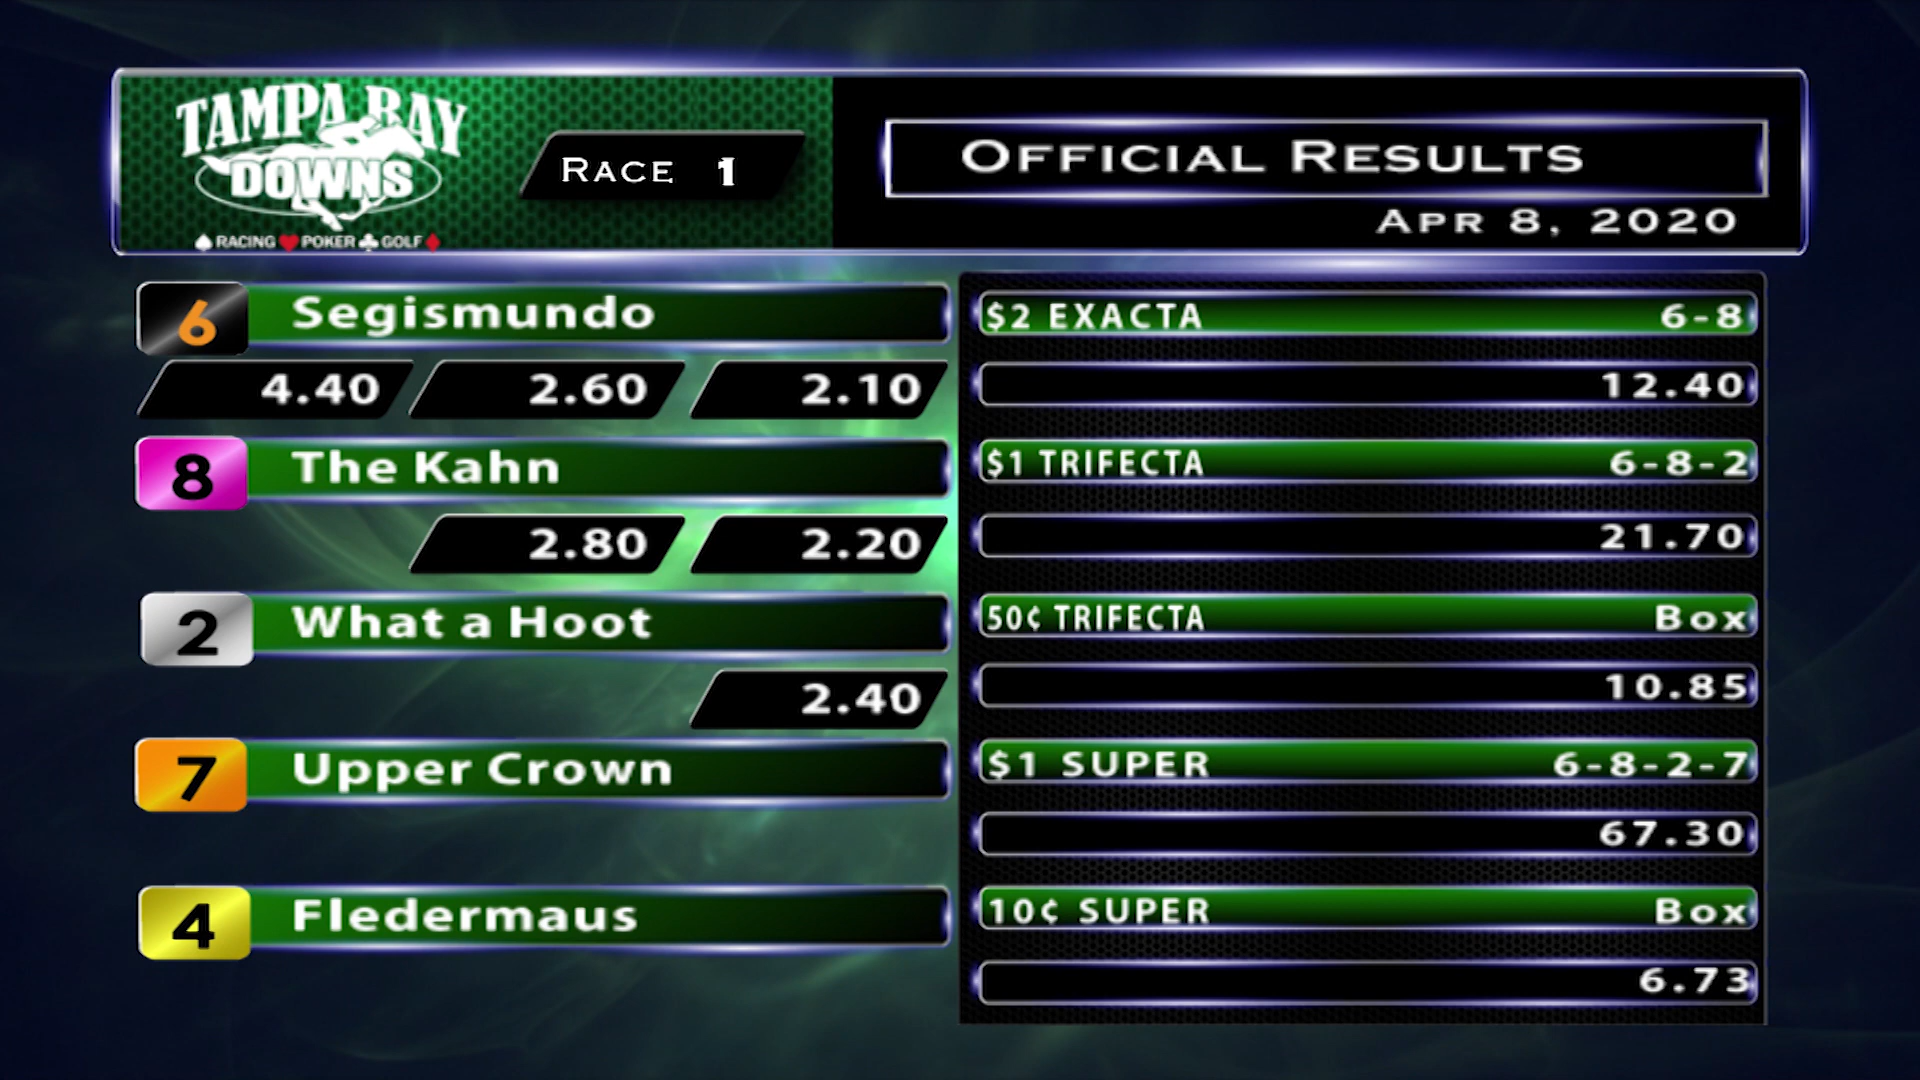 TAMPA BAY
DOWNS
RACING POKER GOLF
RACE 1
OFFICIAL RESULTS
APR 8, 2020
6 Segismundo
4.40 2.60 2.10
8 The Kahn
2.80 2.20
2 What a Hoot
2.40
7 Upper Crown
4 Fledermaus
$2 EXACTA 6-8
12.40
$1 TRIFECTA 6-8-2
21.70
50¢ TRIFECTA Box
10.85
$1 SUPER 6-8-2-7
67.30
10¢ SUPER Box
6.73